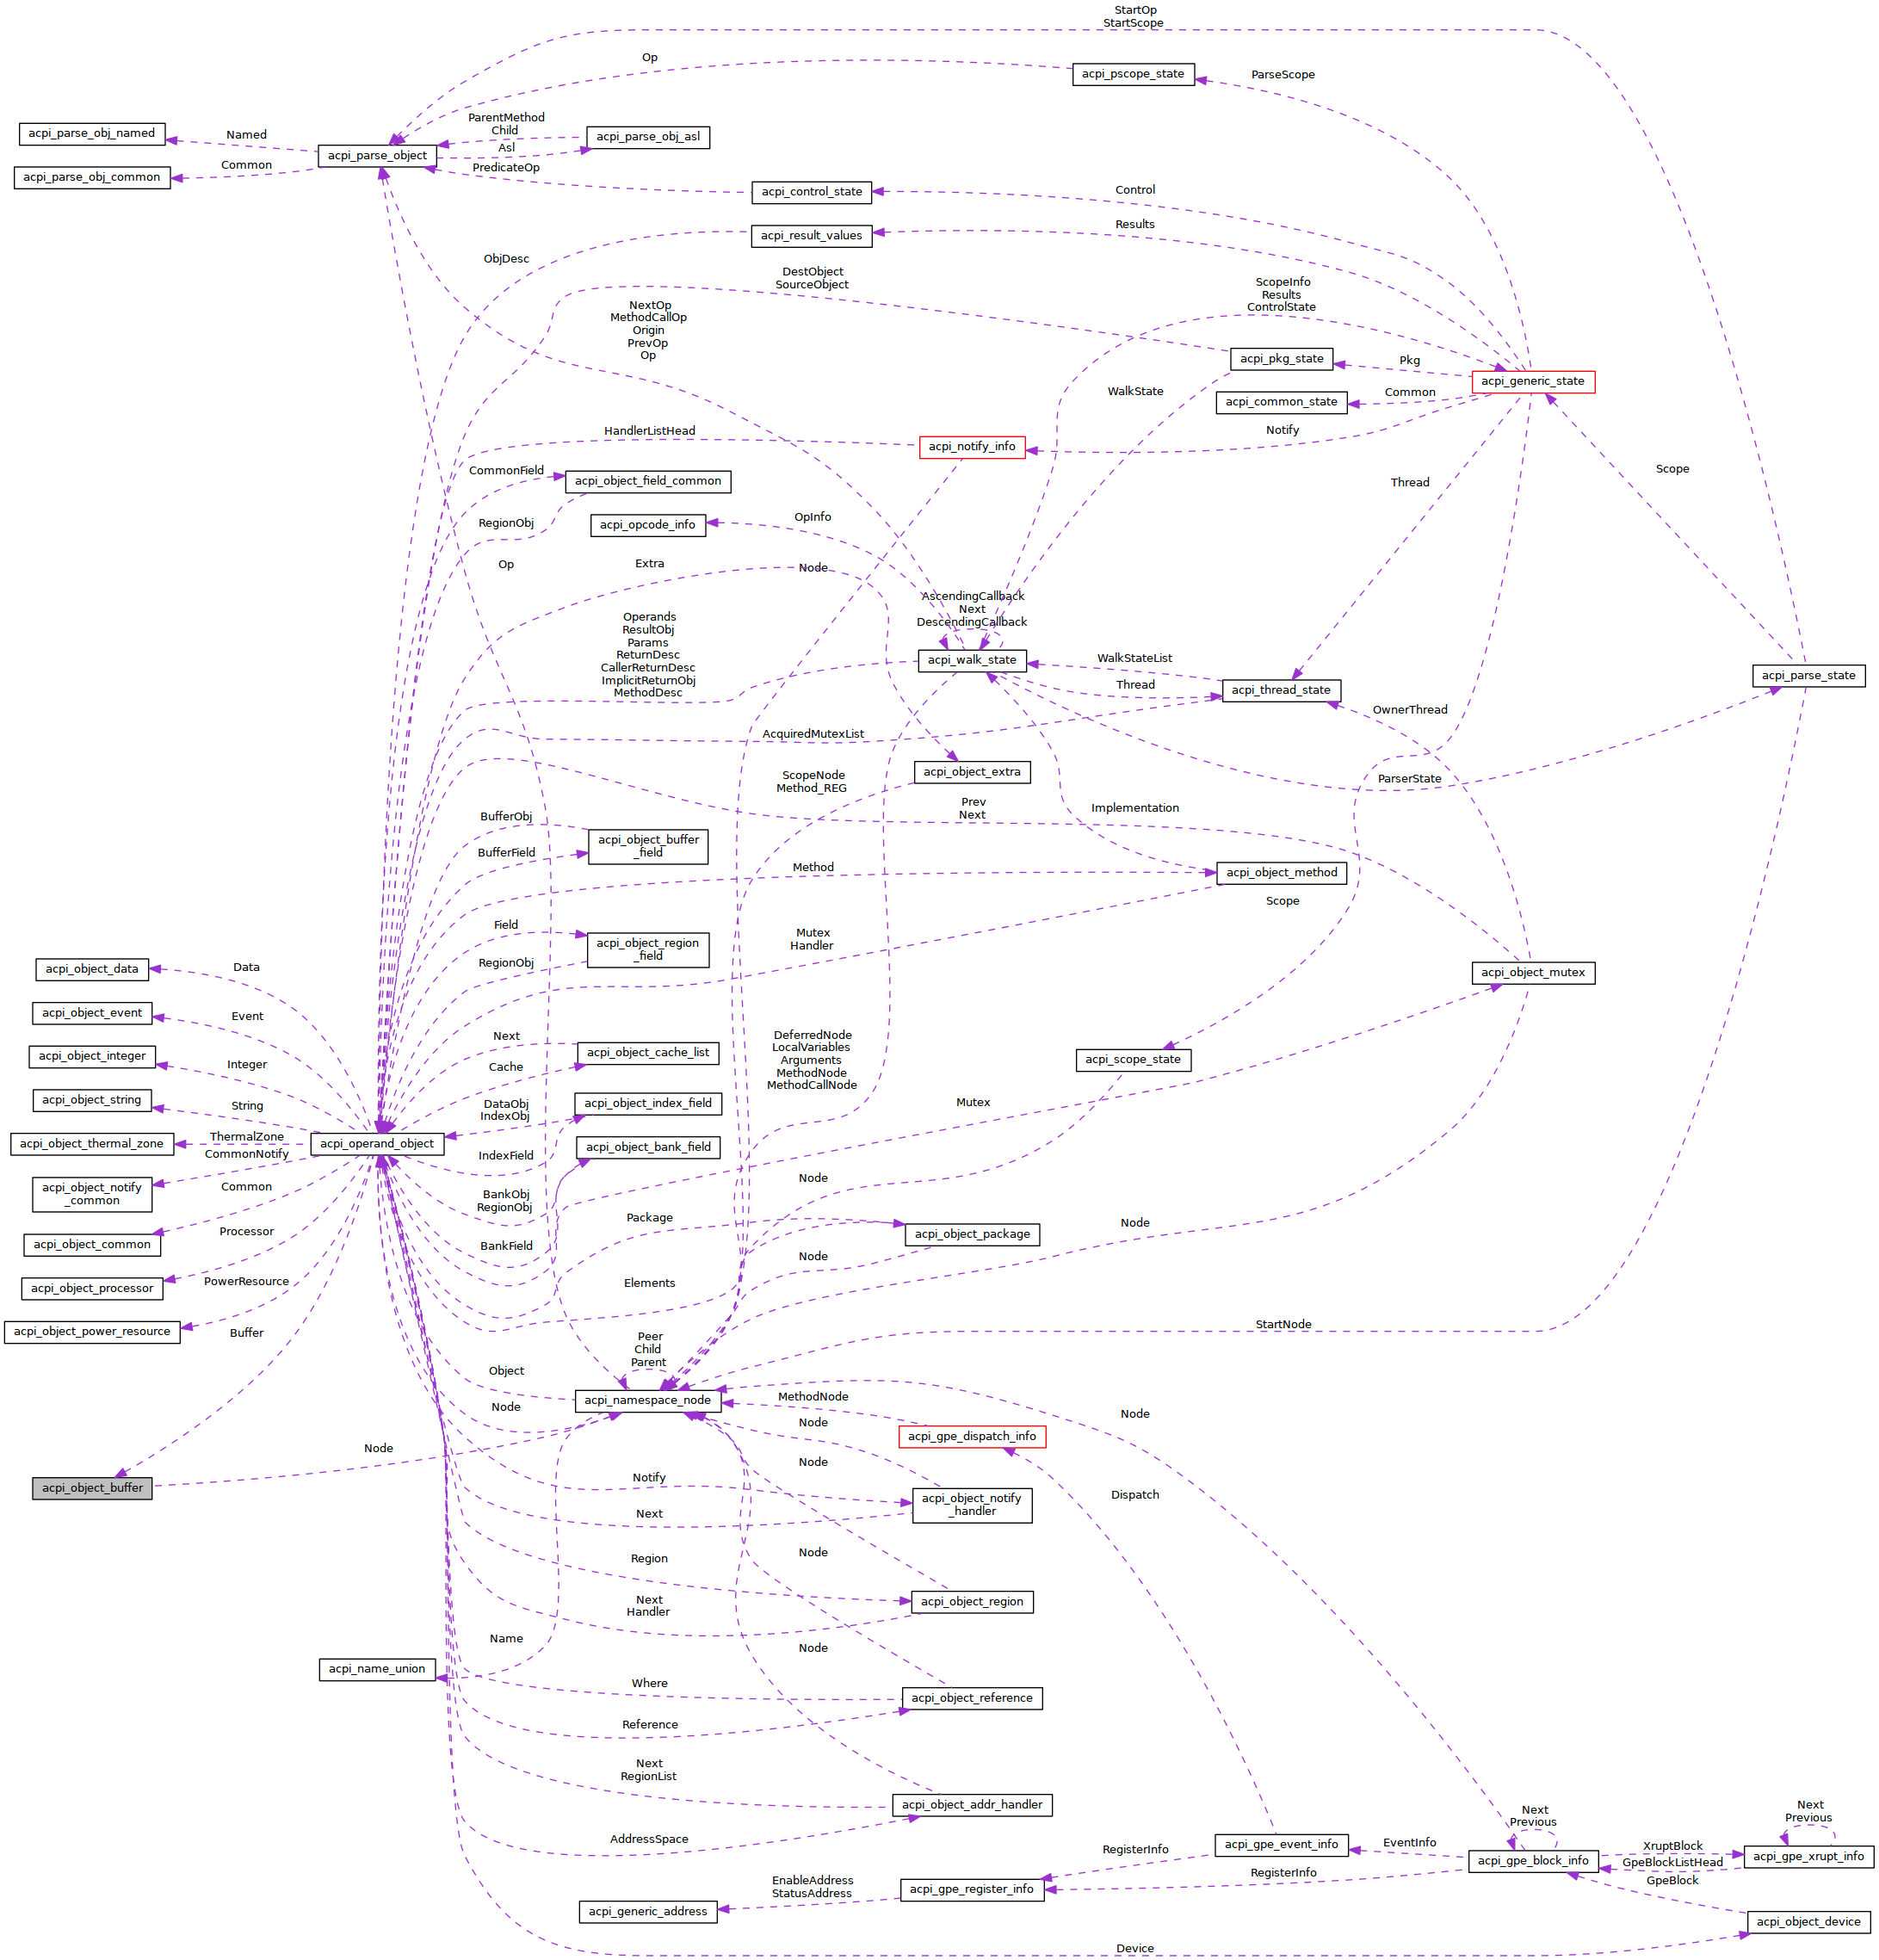 StartOp
StartScope
Op
acpi_pscope_state
ParseScope
acpi_parse_obj_named
Named
ParentMethod
Child
acpi_parse_obj_asl
acpi_parse_object
Asl
Common
PredicateOp
acpi_parse_obj_common
acpi_control_state
Control
acpi_result_values
Results
ObjDesc
DestObject
SourceObject
ScopeInfo
Results
ControlState
NextOp
MethodCallOp
Origin
PrevOp
Op
acpi_pkg_state
Pkg
acpi_generic_state
WalkState
Common
acpi_common_state
HandlerListHead
acpi_notify_info
Notify
CommonField
acpi_object_field_common
Scope
Thread
RegionObj
acpi_opcode_info
OpInfo
Op
Extra
Node
AscendingCallback
Next
DescendingCallback
Operands
ResultObj
Params
ReturnDesc
CallerReturnDesc
ImplicitReturnObj
MethodDesc
acpi_walk_state
WalkStateList
Thread
acpi_thread_state
acpi_parse_state
OwnerThread
AcquiredMutexList
acpi_object_extra
ScopeNode
Method_REG
ParserState
Prev
Next
Implementation
BufferObj
acpi_object_buffer
_field
BufferField
Method
acpi_object_method
Scope
Field
acpi_object_region
_field
RegionObj
Mutex
Handler
acpi_object_data
Data
acpi_object_mutex
acpi_object_event
Event
Next
acpi_object_cache_list
Cache
DeferredNode
LocalVariables
Arguments
MethodNode
MethodCallNode
acpi_scope_state
acpi_object_integer
Integer
acpi_object_string
String
DataObj
IndexObj
acpi_object_index_field
Mutex
acpi_object_thermal_zone
ThermalZone
CommonNotify
acpi_operand_object
IndexField
acpi_object_bank_field
acpi_object_notify
_common
Common
BankObj
RegionObj
Node
Package
acpi_object_package
Node
acpi_object_common
Processor
BankField
Node
acpi_object_processor
PowerResource
Elements
acpi_object_power_resource
Buffer
StartNode
Peer
Child
Parent
Object
acpi_namespace_node
Node
MethodNode
Node
Node
acpi_gpe_dispatch_info
Node
Node
acpi_object_buffer
Notify
acpi_object_notify
_handler
Dispatch
Next
Node
Region
acpi_object_region
Next
Handler
Name
Node
acpi_name_union
Where
acpi_object_reference
Reference
Next
RegionList
acpi_object_addr_handler
AddressSpace
Next
Previous
Next
Previous
acpi_gpe_event_info
EventInfo
XruptBlock
RegisterInfo
acpi_gpe_block_info
GpeBlockListHead
acpi_gpe_xrupt_info
RegisterInfo
GpeBlock
EnableAddress
StatusAddress
acpi_gpe_register_info
acpi_generic_address
acpi_object_device
Device